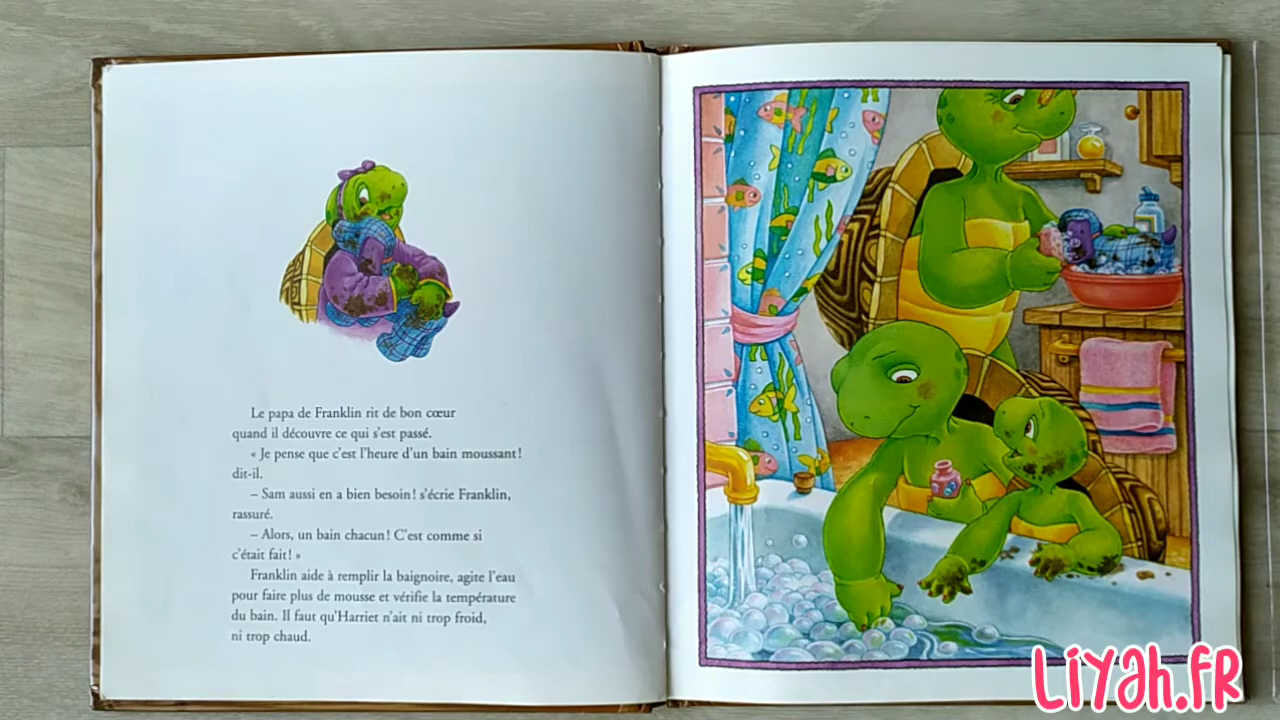 Le papa de Franklin rit de bon cœur
quand il découvre ce qui s'est passé.
« Je pense que c'est l'heure d'un bain moussant !
dit-il.
– Sam aussi en a bien besoin ! s'écrie Franklin,
rassuré.
– Alors, un bain chacun ! C'est comme si
c'était fait ! »
Franklin aide à remplir la baignoire, agite l'eau
pour faire plus de mousse et vérifie la température
du bain. Il faut qu'Harriet n'ait ni trop froid,
ni trop chaud.
LiYah.FR